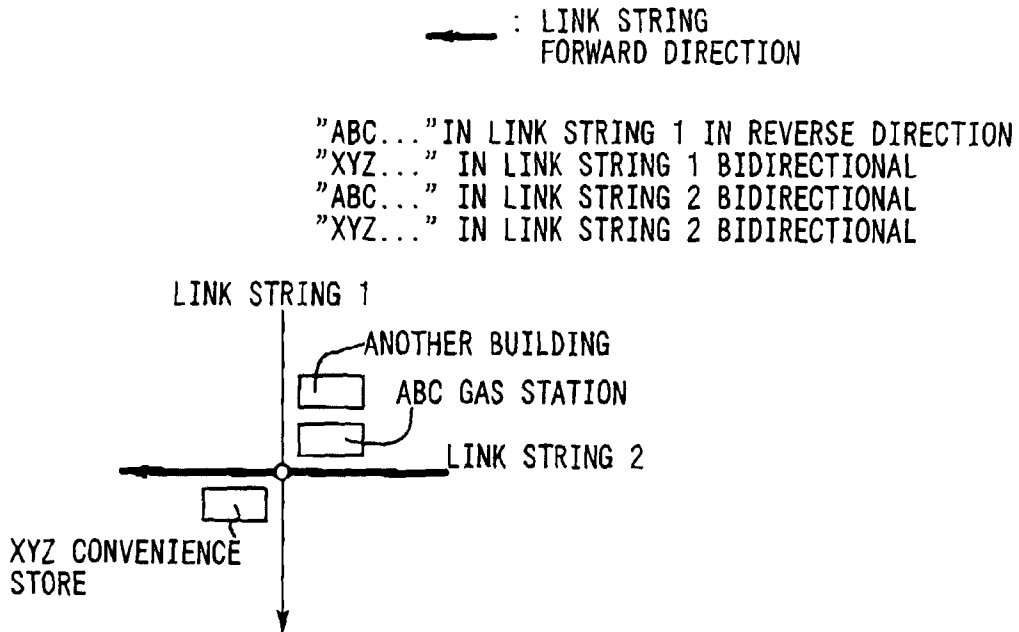 : LINK STRING
FORWARD DIRECTION
"ABC..." IN LINK STRING 1 IN REVERSE DIRECTION
"XYZ..." IN LINK STRING 1 BIDIRECTIONAL
"ABC..." IN LINK STRING 2 BIDIRECTIONAL
"XYZ..." IN LINK STRING 2 BIDIRECTIONAL
LINK STRING 1
ANOTHER BUILDING
ABC GAS STATION
LINK STRING 2
XYZ CONVENIENCE
STORE